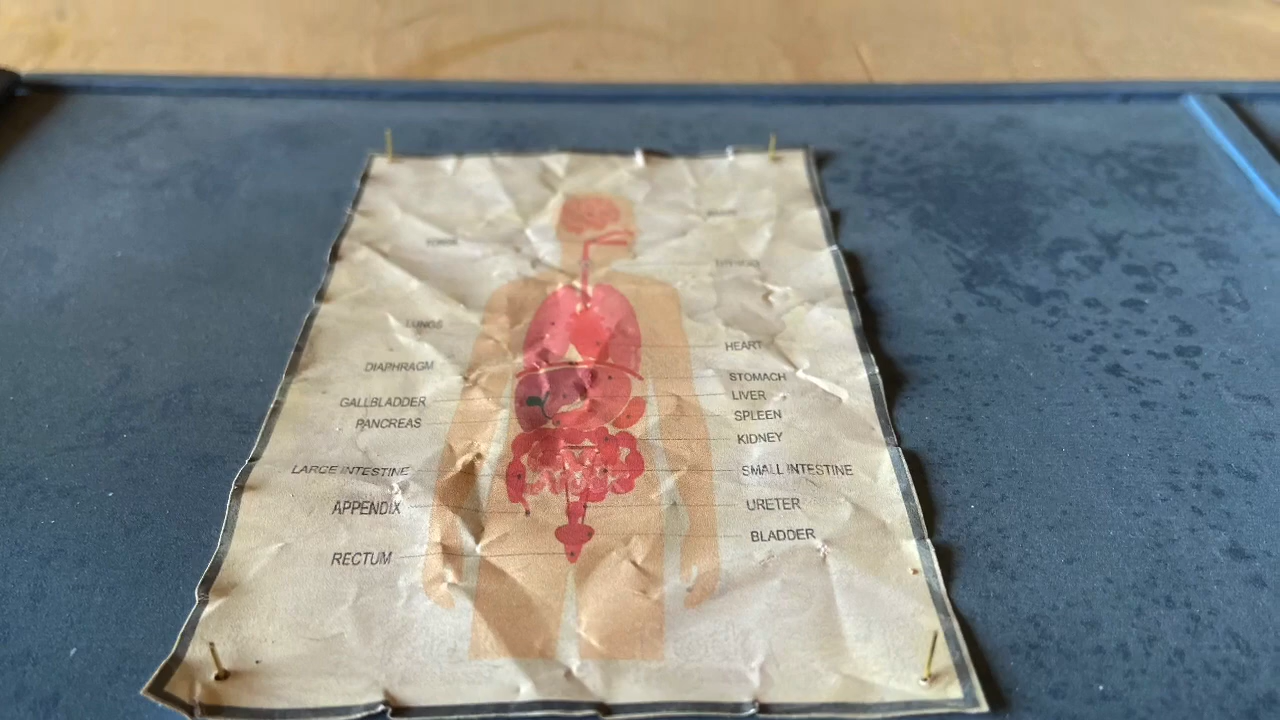 LUNGS
DIAPHRAGM
GALLBLADDER
PANCREAS
LARGE INTESTINE
APPENDIX
RECTUM
HEART
STOMACH
LIVER
SPLEEN
KIDNEY
SMALL INTESTINE
URETER
BLADDER